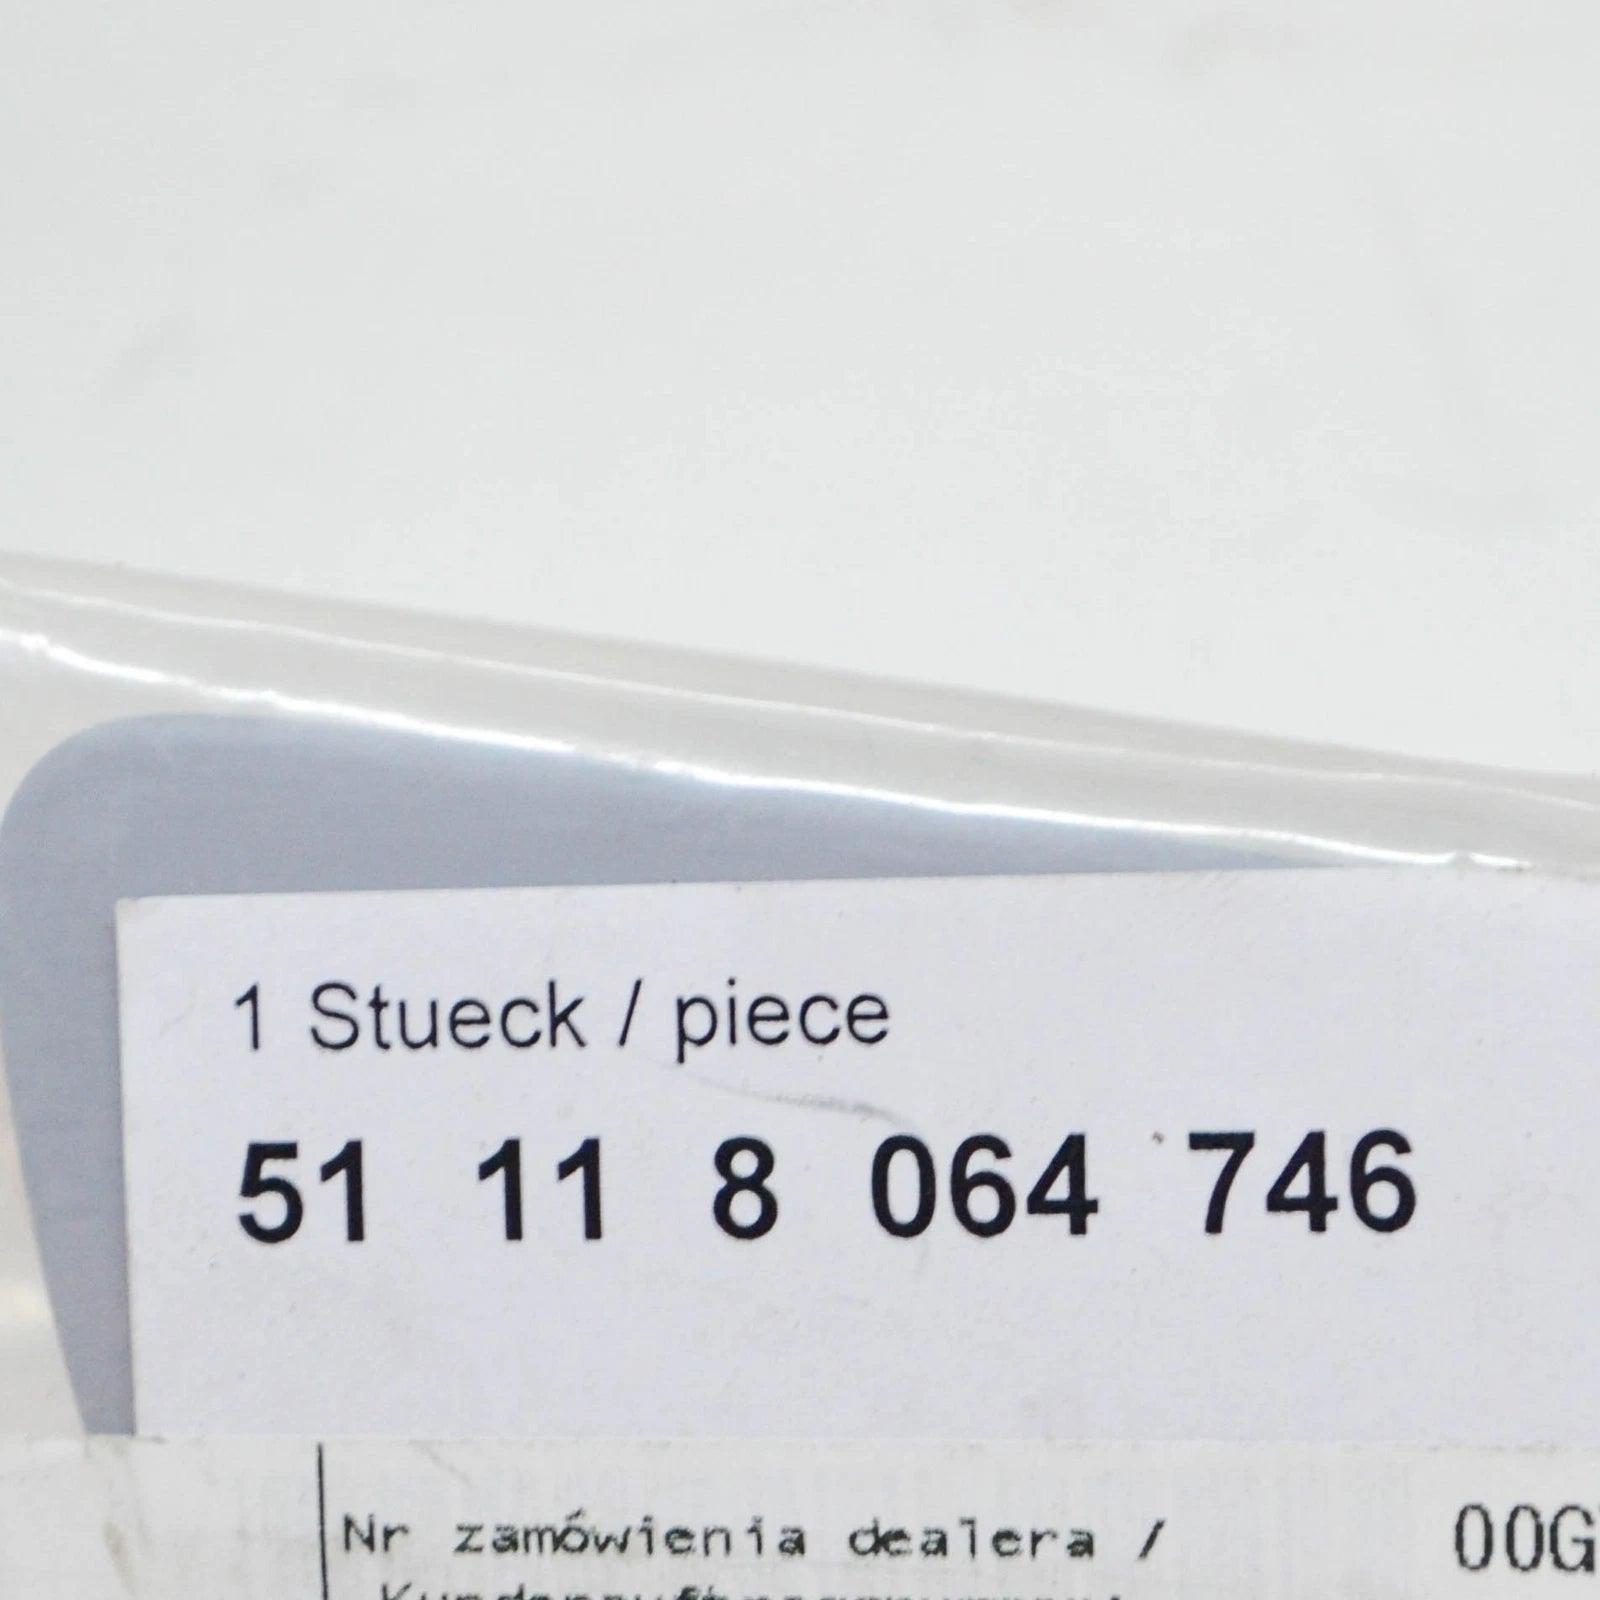 1 Stueck / piece
51 11 8 064 746
Nr zamówienia dealera /
00G